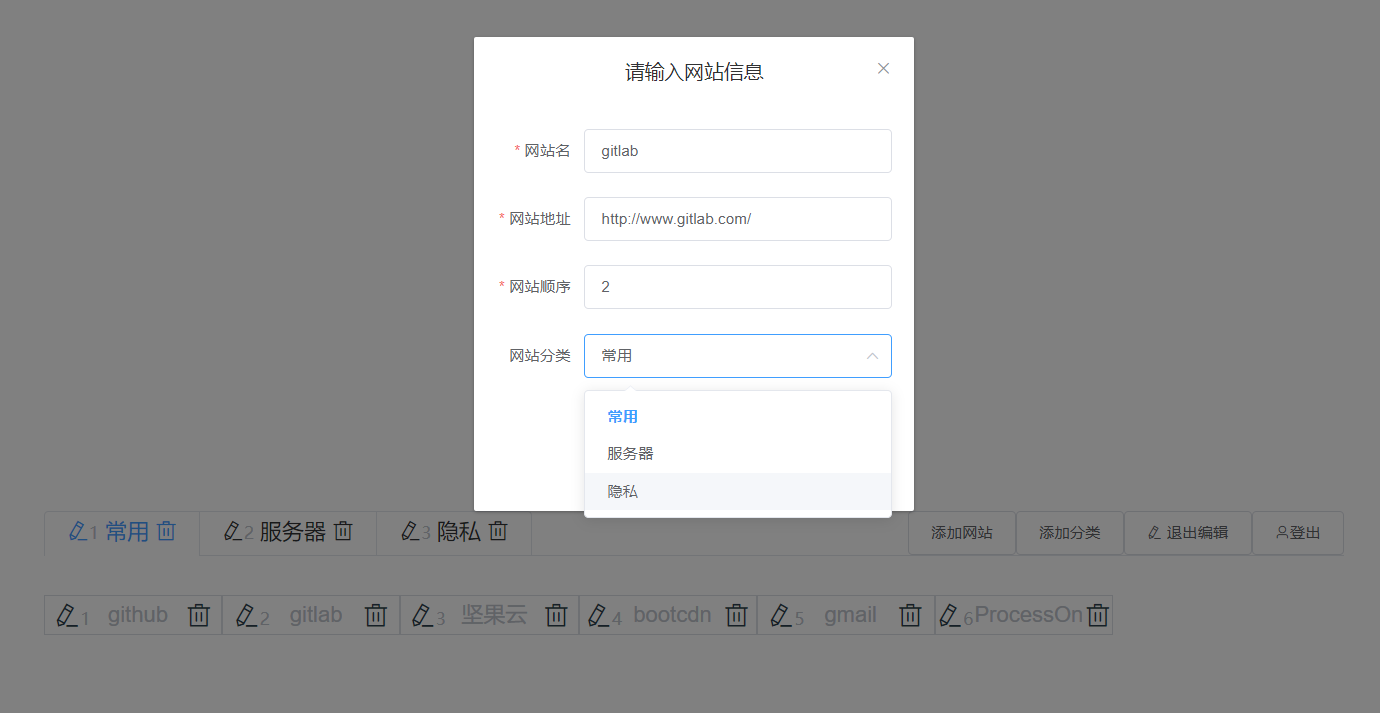 请输入网站信息
* 网站名 gitlab
* 网站地址 http://www.gitlab.com/
* 网站顺序 2
网站分类 常用
常用
服务器
隐私
1 常用 2 服务器 3 隐私 添加网站 添加分类 退出编辑 登出
1 github 2 gitlab 3 坚果云 4 bootcdn 5 gmail 6 ProcessOn